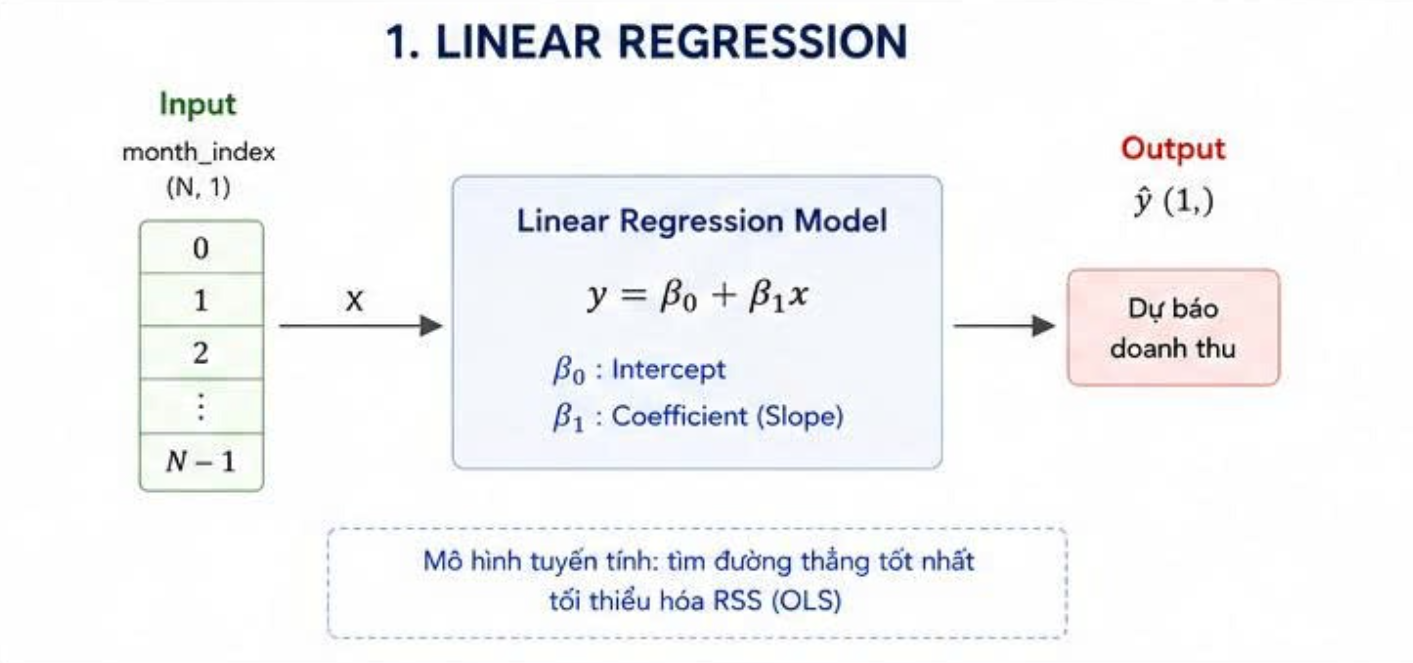 1. LINEAR REGRESSION
Input
month_index
(N, 1)
0
1
2
⋮
N − 1
X
Linear Regression Model
y = β₀ + β₁x
β₀ : Intercept
β₁ : Coefficient (Slope)
Output
ŷ (1,)
Dự báo
doanh thu
Mô hình tuyến tính: tìm đường thẳng tốt nhất
tối thiểu hóa RSS (OLS)